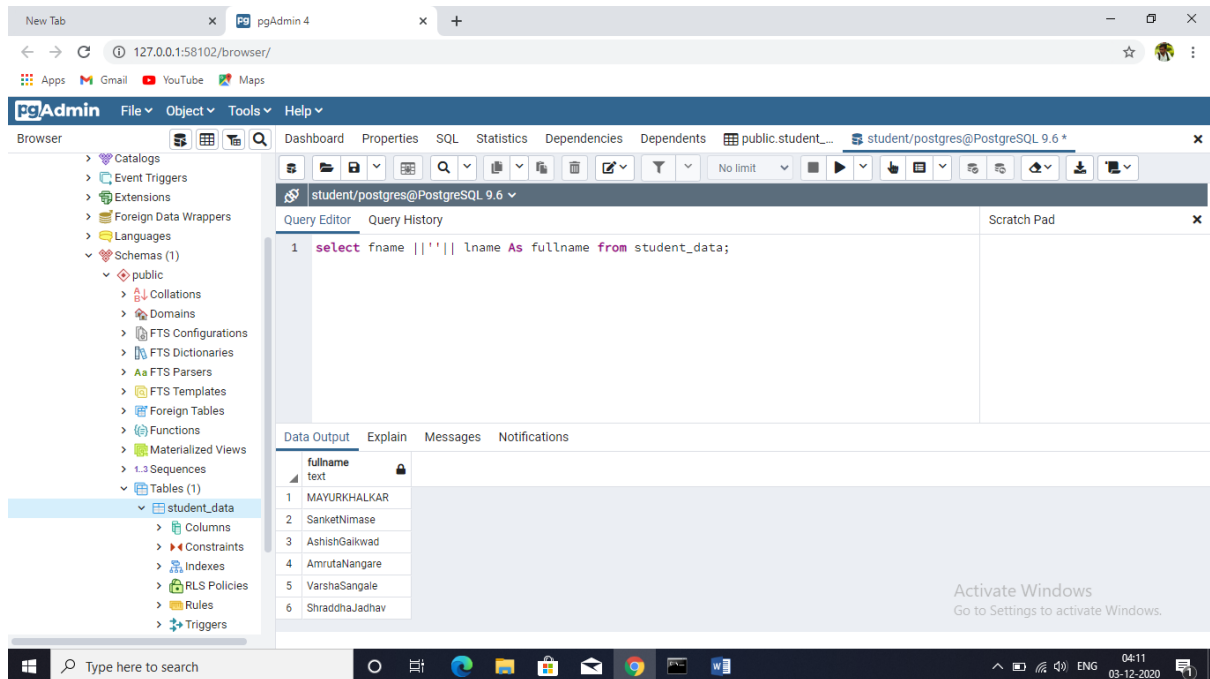 New Tab
pgAdmin 4
127.0.0.1:58102/browser/
Apps Gmail YouTube Maps
pgAdmin File Object Tools Help
Browser
Dashboard Properties SQL Statistics Dependencies Dependents public.student_... student/postgres@PostgreSQL 9.6 *
No limit
student/postgres@PostgreSQL 9.6
Query Editor Query History
Scratch Pad
1 select fname ||''|| lname As fullname from student_data;
Catalogs
Event Triggers
Extensions
Foreign Data Wrappers
Languages
Schemas (1)
public
Collations
Domains
FTS Configurations
FTS Dictionaries
Aa FTS Parsers
FTS Templates
Foreign Tables
Functions
Materialized Views
1..3 Sequences
Tables (1)
student_data
Columns
Constraints
Indexes
RLS Policies
Rules
Triggers
Data Output Explain Messages Notifications
fullname
text
1 MAYURKHALKAR
2 SanketNimase
3 AshishGaikwad
4 AmrutaNangare
5 VarshaSangale
6 ShraddhaJadhav
Activate Windows
Go to Settings to activate Windows.
Type here to search
ENG
04:11
03-12-2020